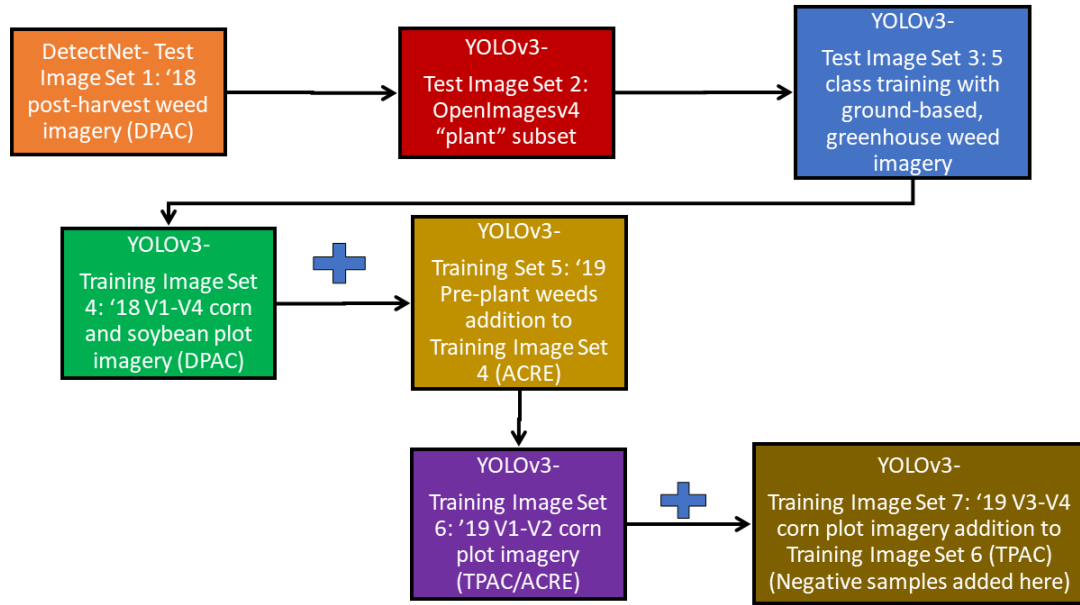 DetectNet- Test
Image Set 1: ‘18
post-harvest weed
imagery (DPAC)
YOLOv3-
Test Image Set 2:
OpenImagesv4
“plant” subset
YOLOv3-
Test Image Set 3: 5
class training with
ground-based,
greenhouse weed
imagery
YOLOv3-
Training Image Set
4: ‘18 V1-V4 corn
and soybean plot
imagery (DPAC)
YOLOv3-
Training Set 5: ‘19
Pre-plant weeds
addition to
Training Image Set
4 (ACRE)
YOLOv3-
Training Image Set
6: ’19 V1-V2 corn
plot imagery
(TPAC/ACRE)
YOLOv3-
Training Image Set 7: ‘19 V3-V4
corn plot imagery addition to
Training Image Set 6 (TPAC)
(Negative samples added here)